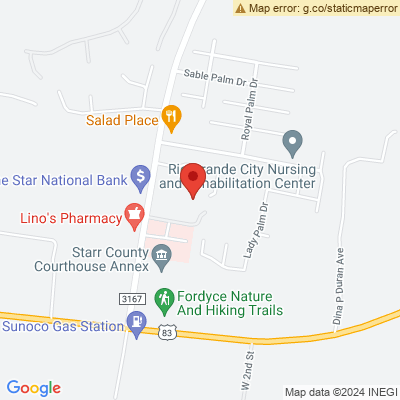 Map error: g.co/staticmaperror
Sable Palm Dr
Royal Palm Dr
Salad Place
Rio Grande City Nursing
and Rehabilitation Center
ne Star National Bank
Lino's Pharmacy
Lady Palm Dr
Starr County
Courthouse Annex
Dina P Duran Ave
3167
Fordyce Nature
And Hiking Trails
Sunoco Gas Station
83
W 2nd St
Google
Map data ©2024 INEGI